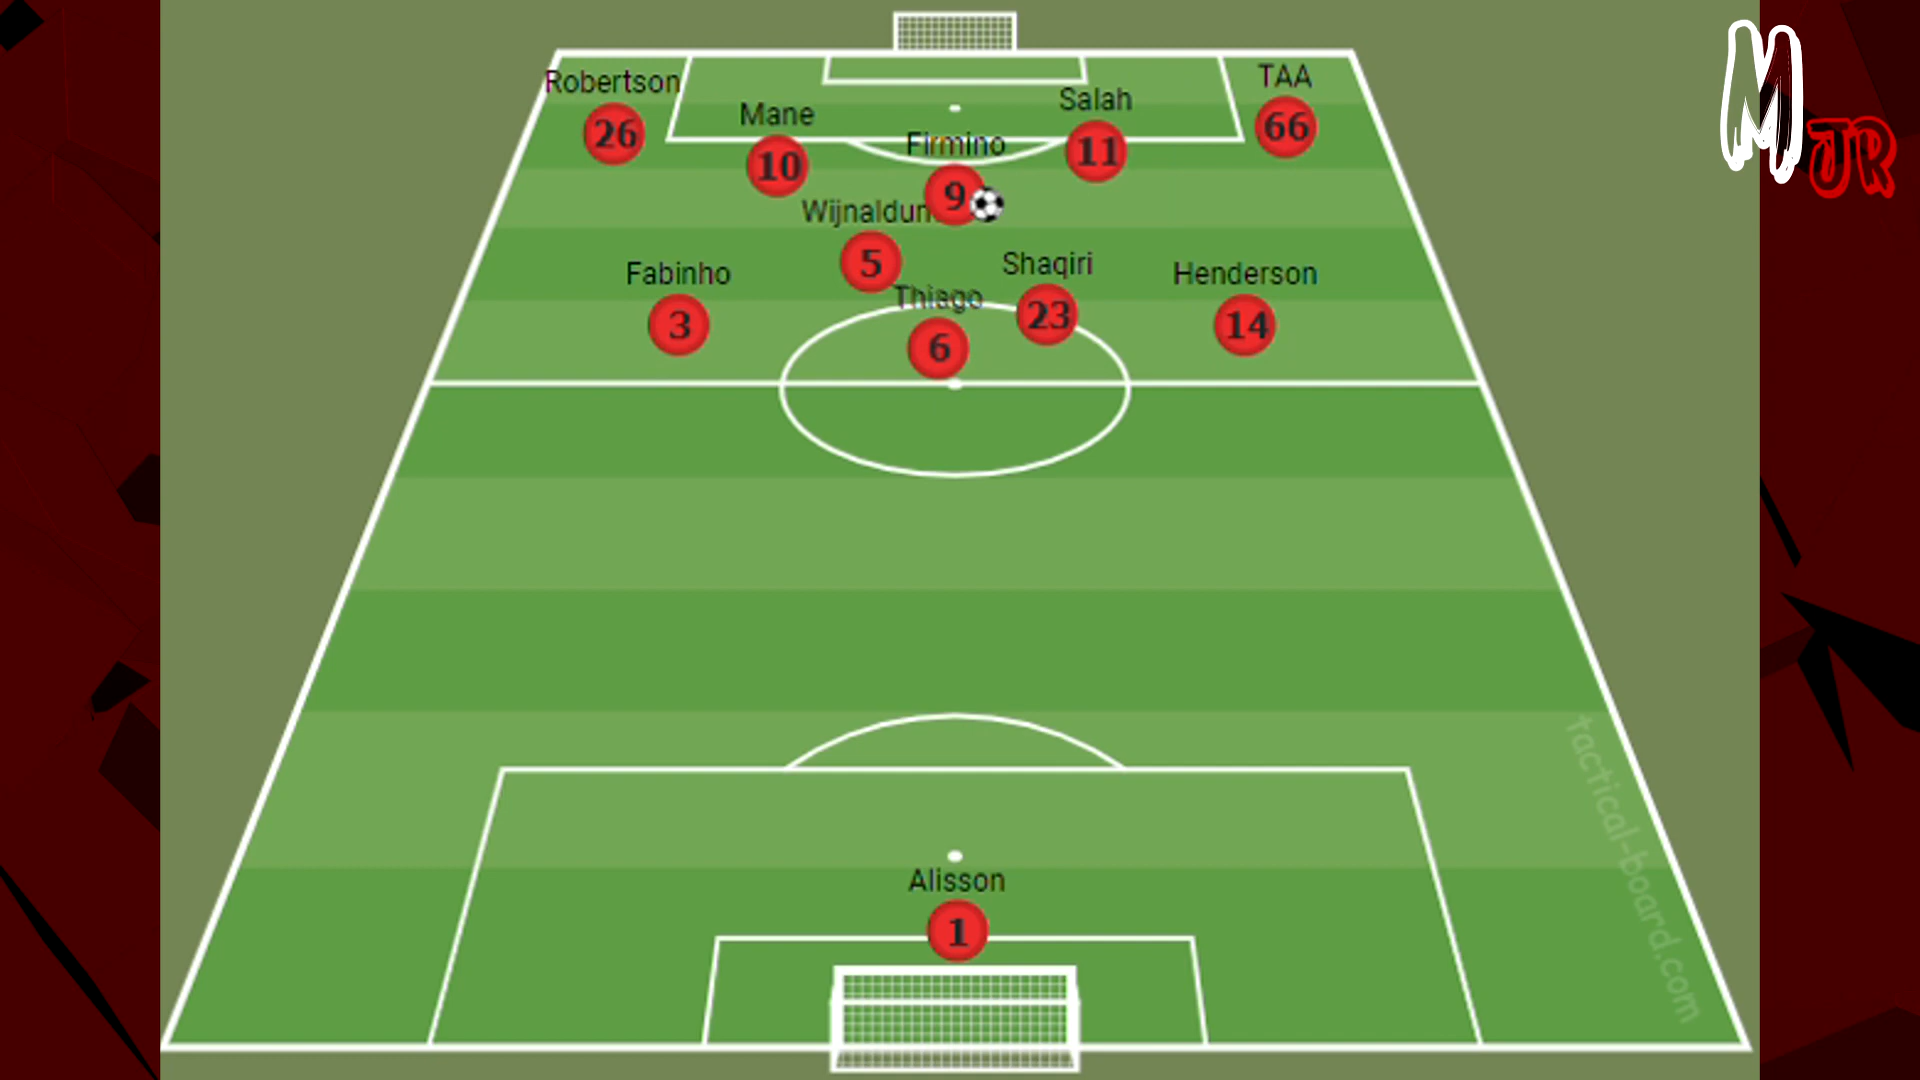 M
JR
TAA
Robertson
66
26
Salah
11
Mane
10
Firmino
9
Wijnaldum
5
Shaqiri
23
Fabinho
3
Henderson
14
Thiago
6
tactical-board.com
Alisson
1